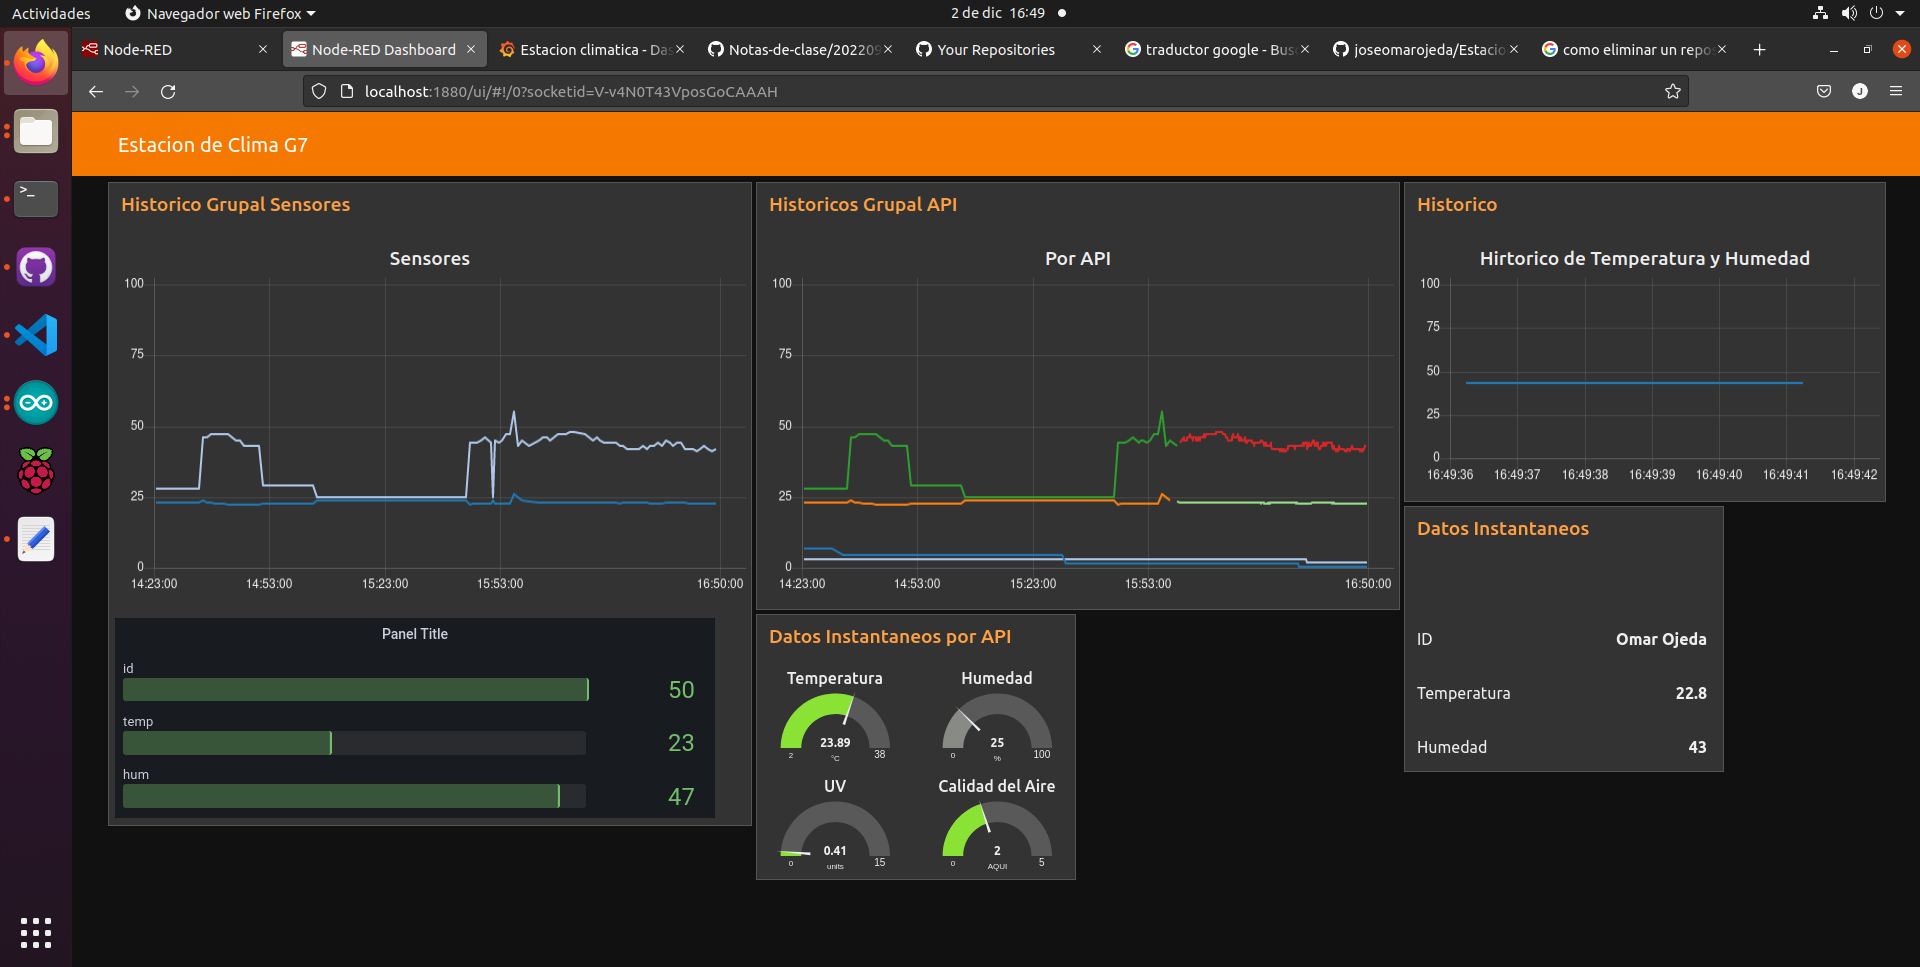 Actividades
Navegador web Firefox
2 de dic 16:49
Node-RED
Node-RED Dashboard
Estacion climatica - Das
Notas-de-clase/202209
Your Repositories
traductor google - Bus
joseomarojeda/Estacio
como eliminar un repo
localhost:1880/ui/#!/0?socketid=V-v4N0T43VposGoCAAAH
J
Estacion de Clima G7
Historico Grupal Sensores
Sensores
100
75
50
25
0
14:23:00 14:53:00 15:23:00 15:53:00 16:50:00
Panel Title
id
50
temp
23
hum
47
Historicos Grupal API
Por API
100
75
50
25
0
14:23:00 14:53:00 15:23:00 15:53:00 16:50:00
Datos Instantaneos por API
Temperatura
23.89
°C
2 38
Humedad
25
%
0 100
UV
0.41
units
0 15
Calidad del Aire
2
AQUI
0 5
Historico
Hirtorico de Temperatura y Humedad
100
75
50
25
0
16:49:36 16:49:37 16:49:38 16:49:39 16:49:40 16:49:41 16:49:42
Datos Instantaneos
ID Omar Ojeda
Temperatura 22.8
Humedad 43